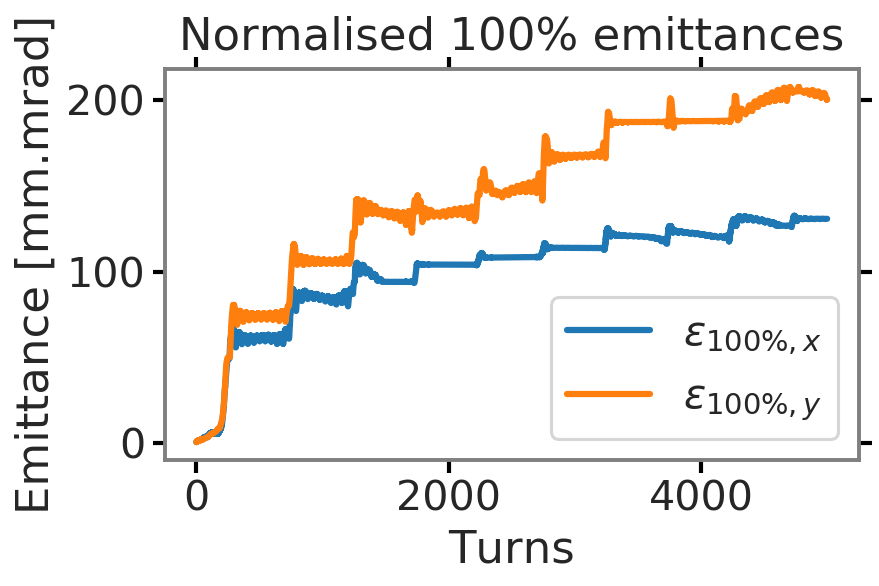 Normalised 100% emittances
Emittance [mm.mrad]
200
100
0
ε100%, x
ε100%, y
0 2000 4000
Turns